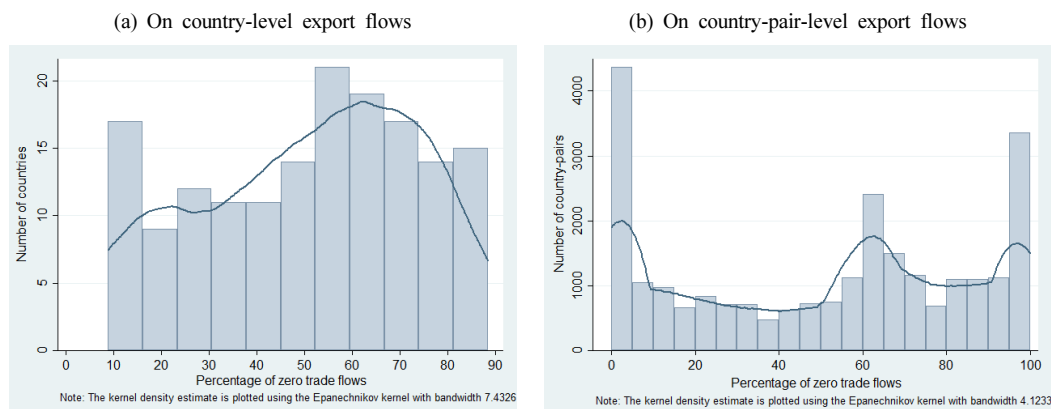 (a) On country-level export flows
Number of countries
20
15
10
5
0
0 10 20 30 40 50 60 70 80 90
Percentage of zero trade flows
Note: The kernel density estimate is plotted using the Epanechnikov kernel with bandwidth 7.4326
(b) On country-pair-level export flows
Number of country-pairs
4000
3000
2000
1000
0
0 20 40 60 80 100
Percentage of zero trade flows
Note: The kernel density estimate is plotted using the Epanechnikov kernel with bandwidth 4.1233